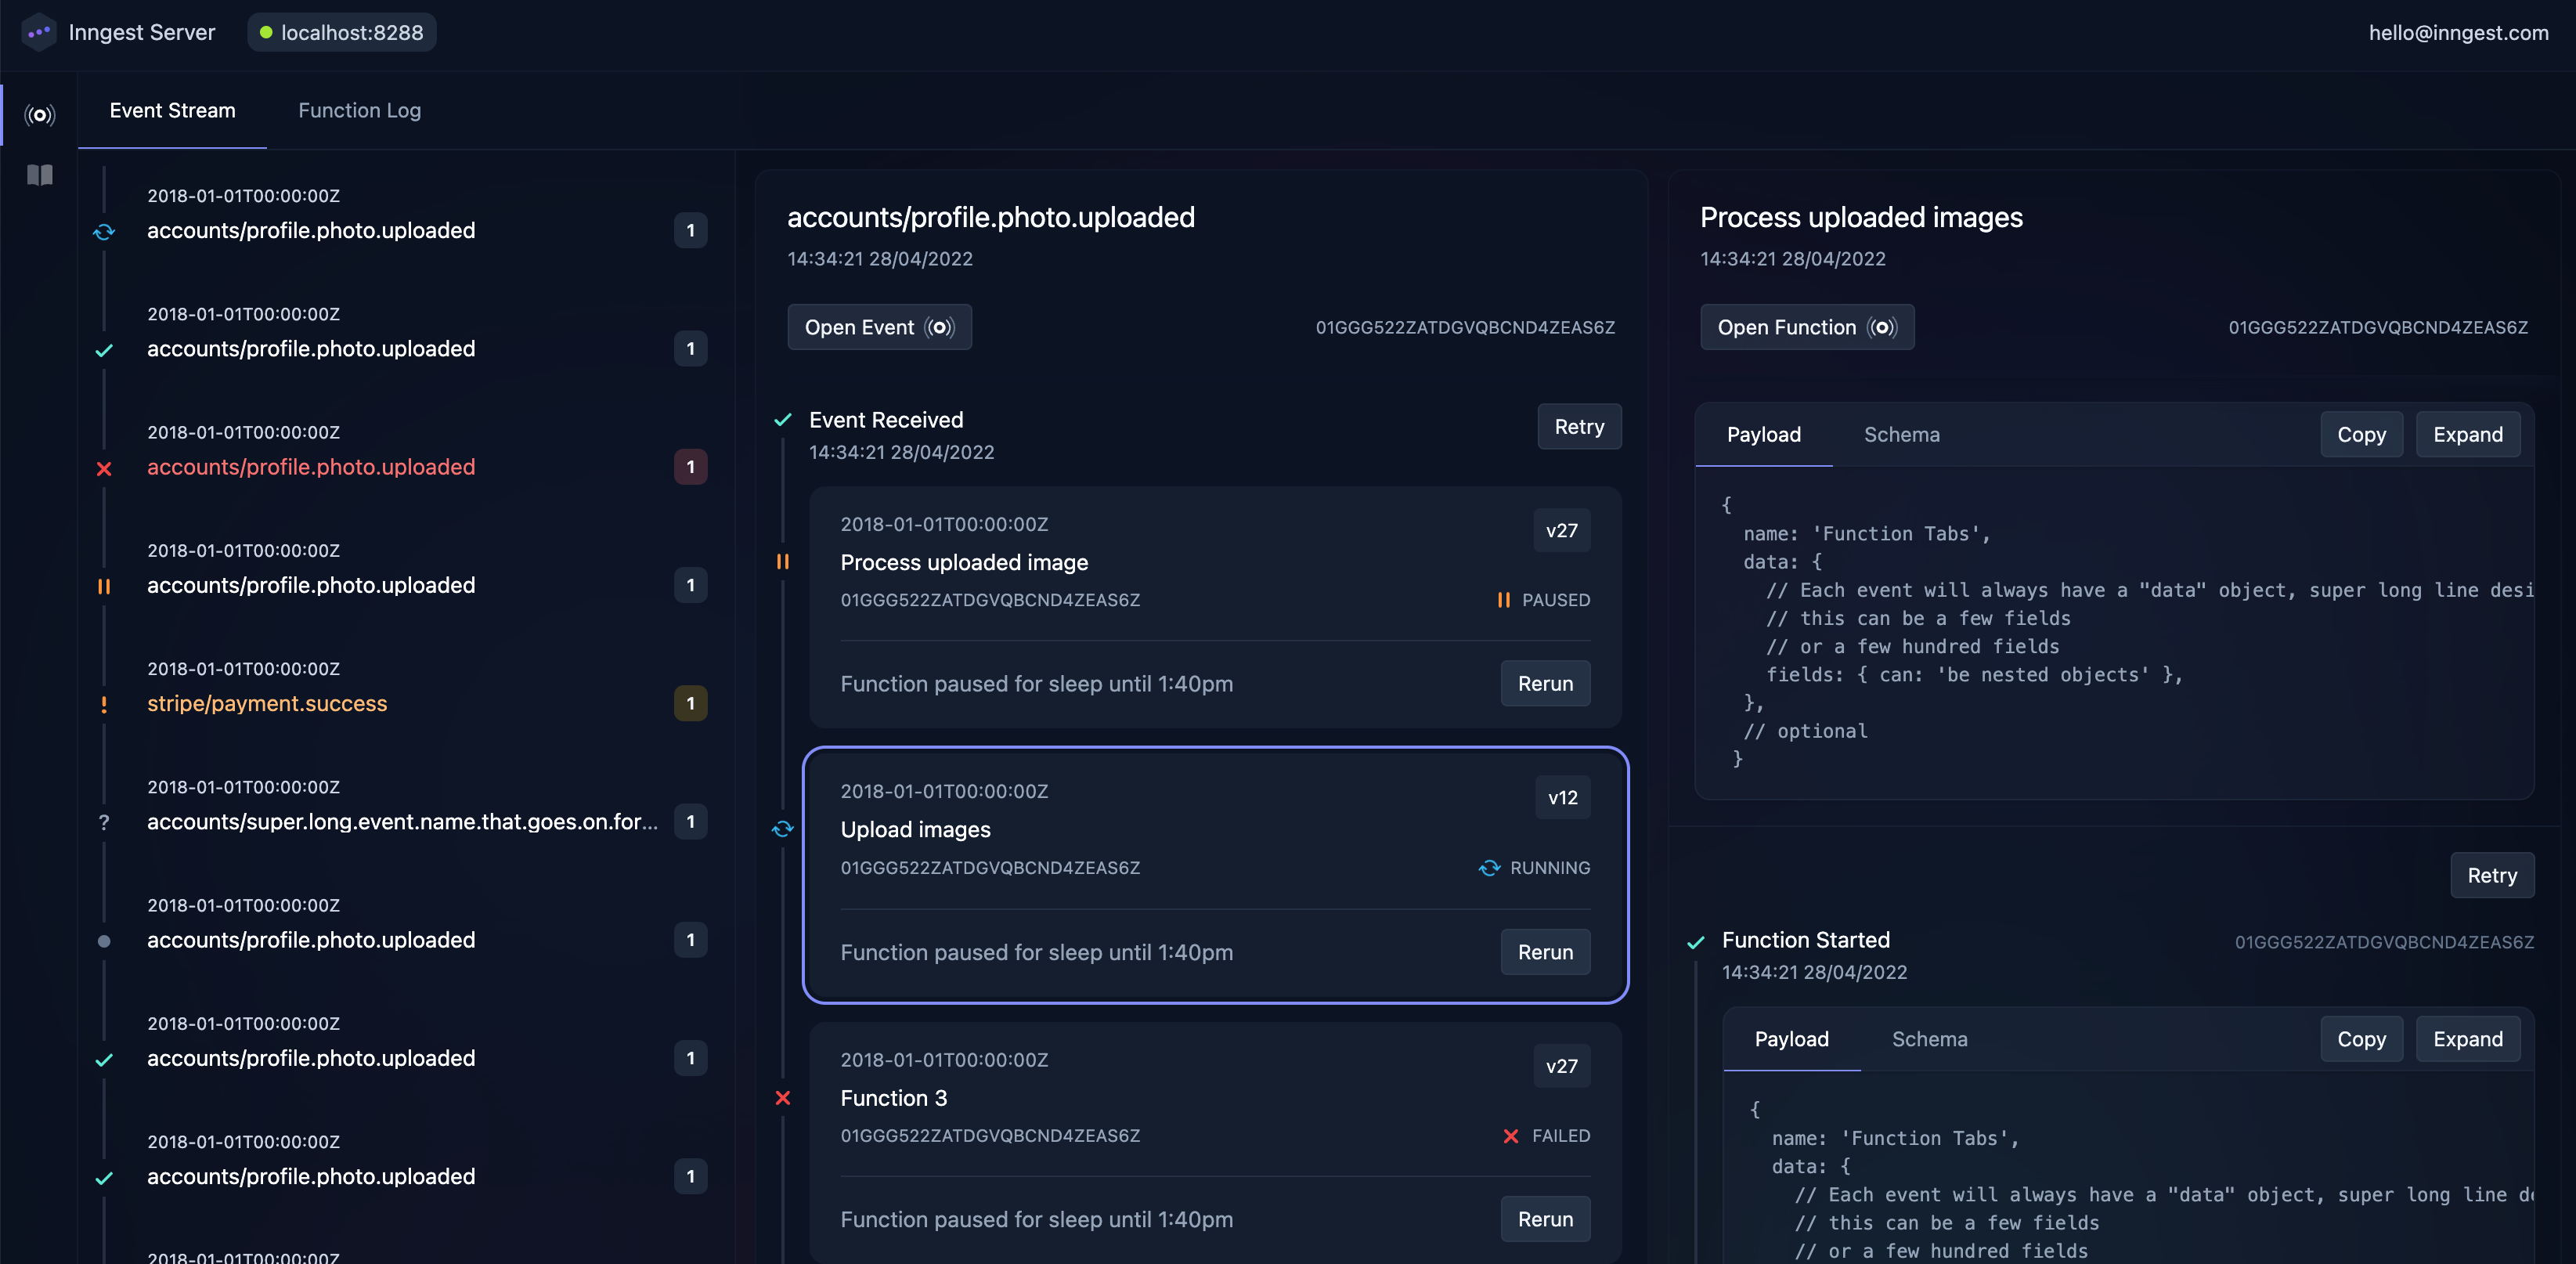 Inngest Server
localhost:8288
hello@inngest.com
Event Stream
Function Log
2018-01-01T00:00:00Z
accounts/profile.photo.uploaded
1
2018-01-01T00:00:00Z
accounts/profile.photo.uploaded
1
2018-01-01T00:00:00Z
accounts/profile.photo.uploaded
1
2018-01-01T00:00:00Z
accounts/profile.photo.uploaded
1
2018-01-01T00:00:00Z
stripe/payment.success
1
2018-01-01T00:00:00Z
?
accounts/super.long.event.name.that.goes.on.for...
1
2018-01-01T00:00:00Z
accounts/profile.photo.uploaded
1
2018-01-01T00:00:00Z
accounts/profile.photo.uploaded
1
2018-01-01T00:00:00Z
accounts/profile.photo.uploaded
1
2018-01-01T00:00:00Z
accounts/profile.photo.uploaded
14:34:21 28/04/2022
Open Event
01GGG522ZATDGVQBCND4ZEAS6Z
Event Received
14:34:21 28/04/2022
Retry
2018-01-01T00:00:00Z
v27
Process uploaded image
01GGG522ZATDGVQBCND4ZEAS6Z
PAUSED
Function paused for sleep until 1:40pm
Rerun
2018-01-01T00:00:00Z
v12
Upload images
01GGG522ZATDGVQBCND4ZEAS6Z
RUNNING
Function paused for sleep until 1:40pm
Rerun
2018-01-01T00:00:00Z
v27
Function 3
01GGG522ZATDGVQBCND4ZEAS6Z
FAILED
Function paused for sleep until 1:40pm
Rerun
Process uploaded images
14:34:21 28/04/2022
Open Function
01GGG522ZATDGVQBCND4ZEAS6Z
Payload
Schema
Copy
Expand
{
name: 'Function Tabs',
data: {
// Each event will always have a "data" object, super long line desi
// this can be a few fields
// or a few hundred fields
fields: { can: 'be nested objects' },
},
// optional
}
Retry
Function Started
01GGG522ZATDGVQBCND4ZEAS6Z
14:34:21 28/04/2022
Payload
Schema
Copy
Expand
{
name: 'Function Tabs',
data: {
// Each event will always have a "data" object, super long line de
// this can be a few fields
// or a few hundred fields